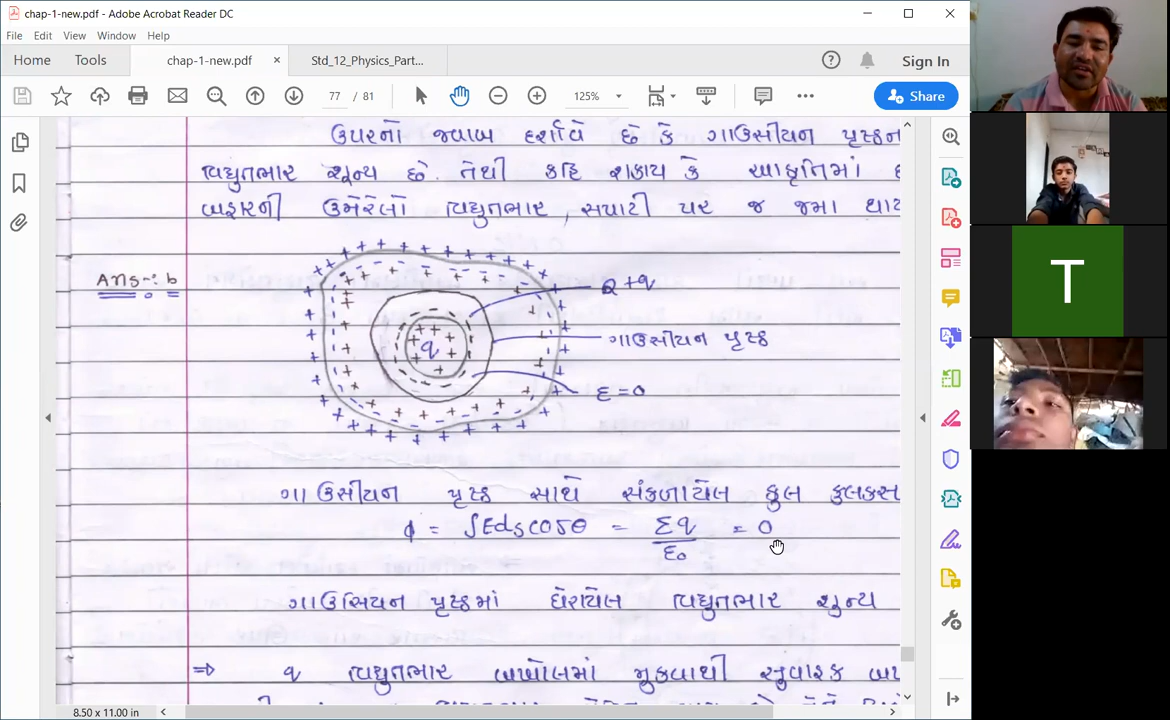 chap-1-new.pdf - Adobe Acrobat Reader DC
File Edit View Window Help
Home Tools chap-1-new.pdf × Std_12_Physics_Part... Sign In
77 / 81 125% Share
ઉપરનો જવાબ દર્શાવે છે કે ગાઉસીયન પૃષ્ઠન
વિદ્યુતભાર શૂન્ય છે. તેથી કહિ શકાય કે આકૃતિમાં
બહારની ઉમેરેલો વિદ્યુતભાર, સપાટી પર જ જમા થાય
Ans:- b
Q+q
ગાઉસીયન પૃષ્ઠ
q
E=0
ગાઉસીયન પૃષ્ઠ સાથે સંકળાયેલ કુલ ફલક્સ
ϕ = ∫Edscosθ = Σq/ε₀ = 0
ગાઉસિયન પૃષ્ઠમાં ઘેરાયેલ વિદ્યુતભાર શુન્ય
⇒ q વિદ્યુતભાર બખોલમાં મુકવાથી સુવાહક
8.50 x 11.00 in
T